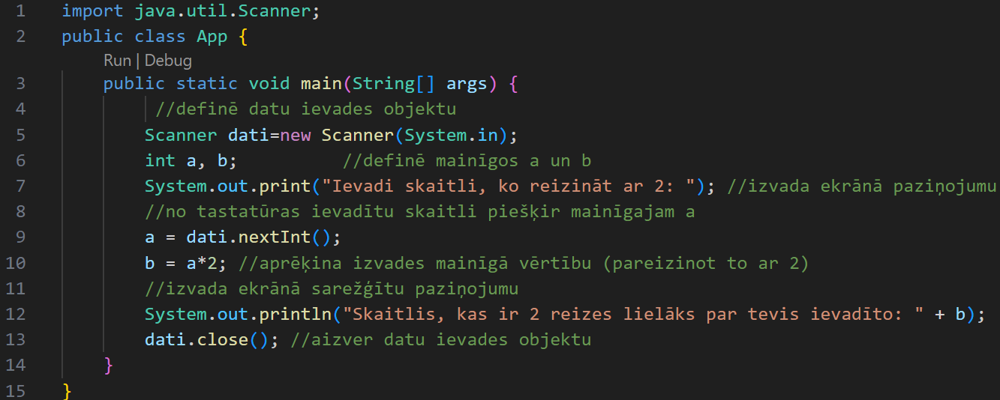 1 import java.util.Scanner;
2 public class App {
Run | Debug
3 public static void main(String[] args) {
4 //definē datu ievades objektu
5 Scanner dati=new Scanner(System.in);
6 int a, b; //definē mainīgos a un b
7 System.out.print("Ievadi skaitli, ko reizināt ar 2: "); //izvada ekrānā paziņojumu
8 //no tastatūras ievadītu skaitli piešķir mainīgajam a
9 a = dati.nextInt();
10 b = a*2; //aprēķina izvades mainīgā vērtību (pareizinot to ar 2)
11 //izvada ekrānā sarežģītu paziņojumu
12 System.out.println("Skaitlis, kas ir 2 reizes lielāks par tevis ievadīto: " + b);
13 dati.close(); //aizver datu ievades objektu
14 }
15 }